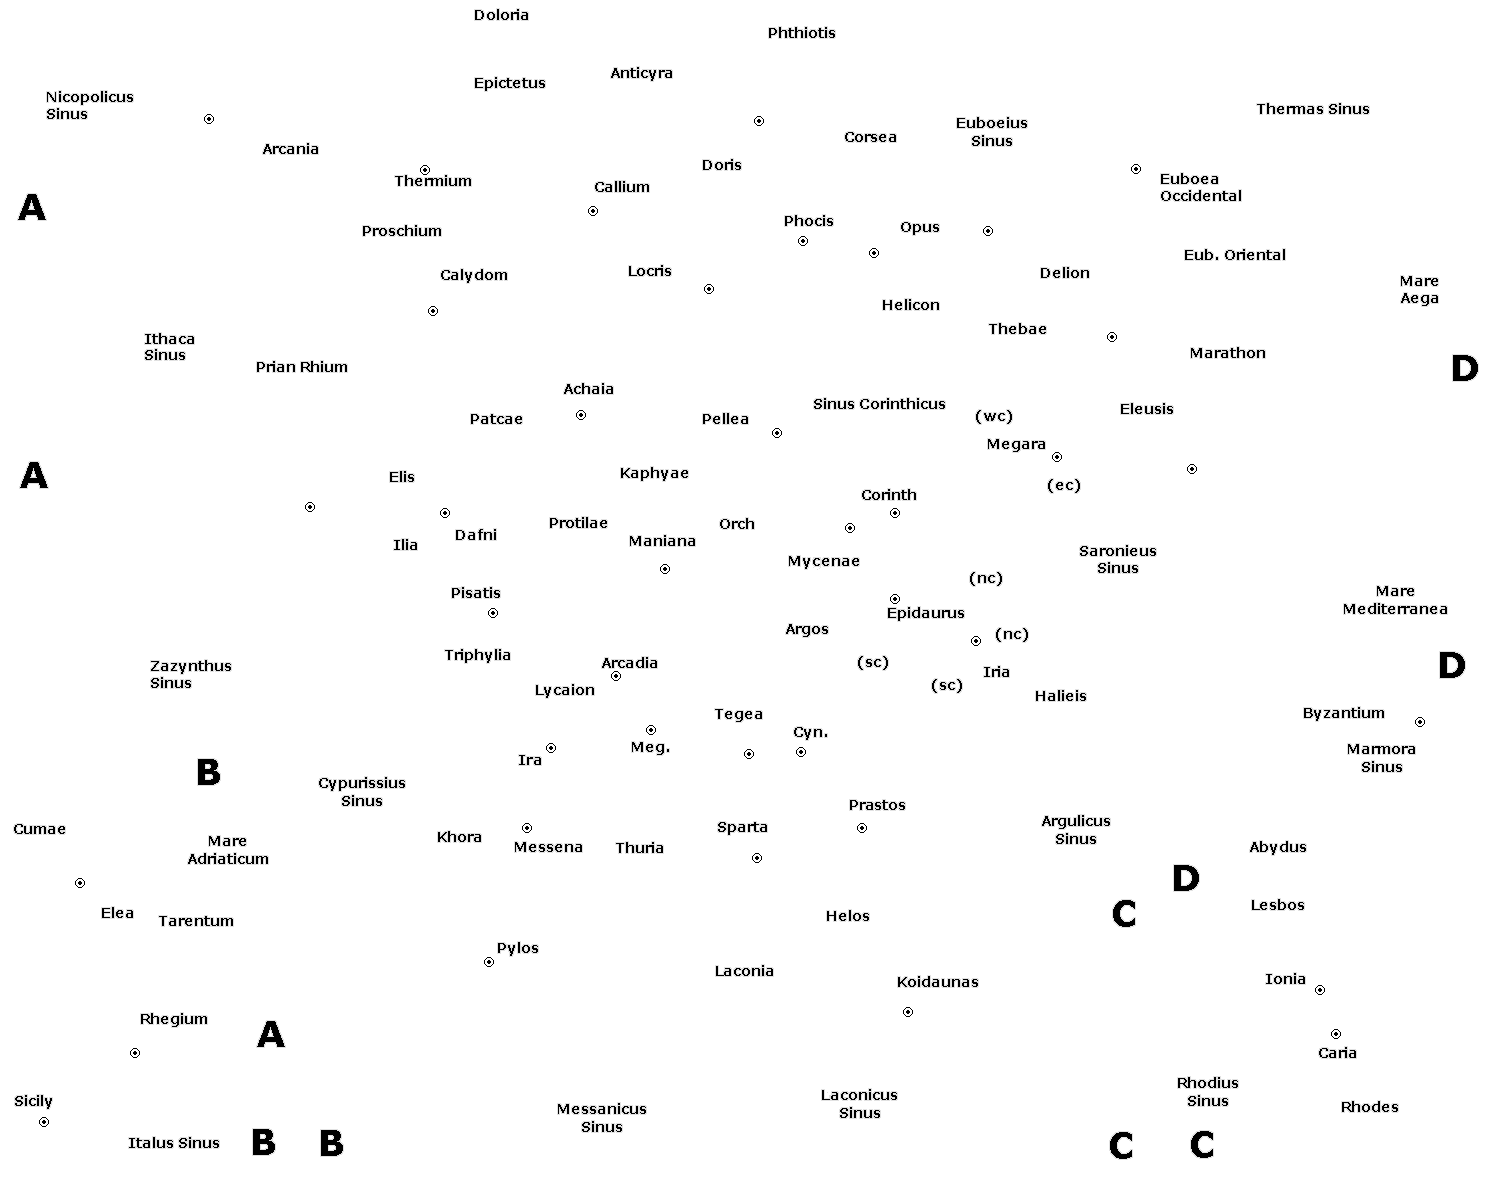 Doloria
Phthiotis
Anticyra
Epictetus
Nicopolicus
Sinus
Thermas Sinus
Euboeius
Sinus
Corsea
Arcania
Doris
Thermium
Callium
Euboea
Occidental
A
Phocis
Opus
Proschium
Eub. Oriental
Calydom
Locris
Delion
Mare
Aega
Helicon
Thebae
Ithaca
Sinus
Marathon
Prian Rhium
D
Achaia
Sinus Corinthicus
(wc)
Eleusis
Patcae
Pellea
Megara
A
Elis
Kaphyae
(ec)
Corinth
Protilae
Orch
Dafni
Maniana
Ilia
Saronieus
Sinus
Mycenae
(nc)
Pisatis
Mare
Mediterranea
Epidaurus
Argos
(nc)
Triphylia
Arcadia
(sc)
Zazynthus
Sinus
Iria
D
Lycaion
(sc)
Halieis
Tegea
Byzantium
Cyn.
Meg.
Marmora
Sinus
Ira
B
Cypurissius
Sinus
Prastos
Cumae
Sparta
Argulicus
Sinus
Khora
Mare
Adriaticum
Messena
Thuria
Abydus
D
Elea
Tarentum
Helos
C
Lesbos
Pylos
Laconia
Koidaunas
Ionia
Rhegium
A
Caria
Rhodius
Sinus
Sicily
Messanicus
Sinus
Laconicus
Sinus
Rhodes
Italus Sinus
B
B
C
C